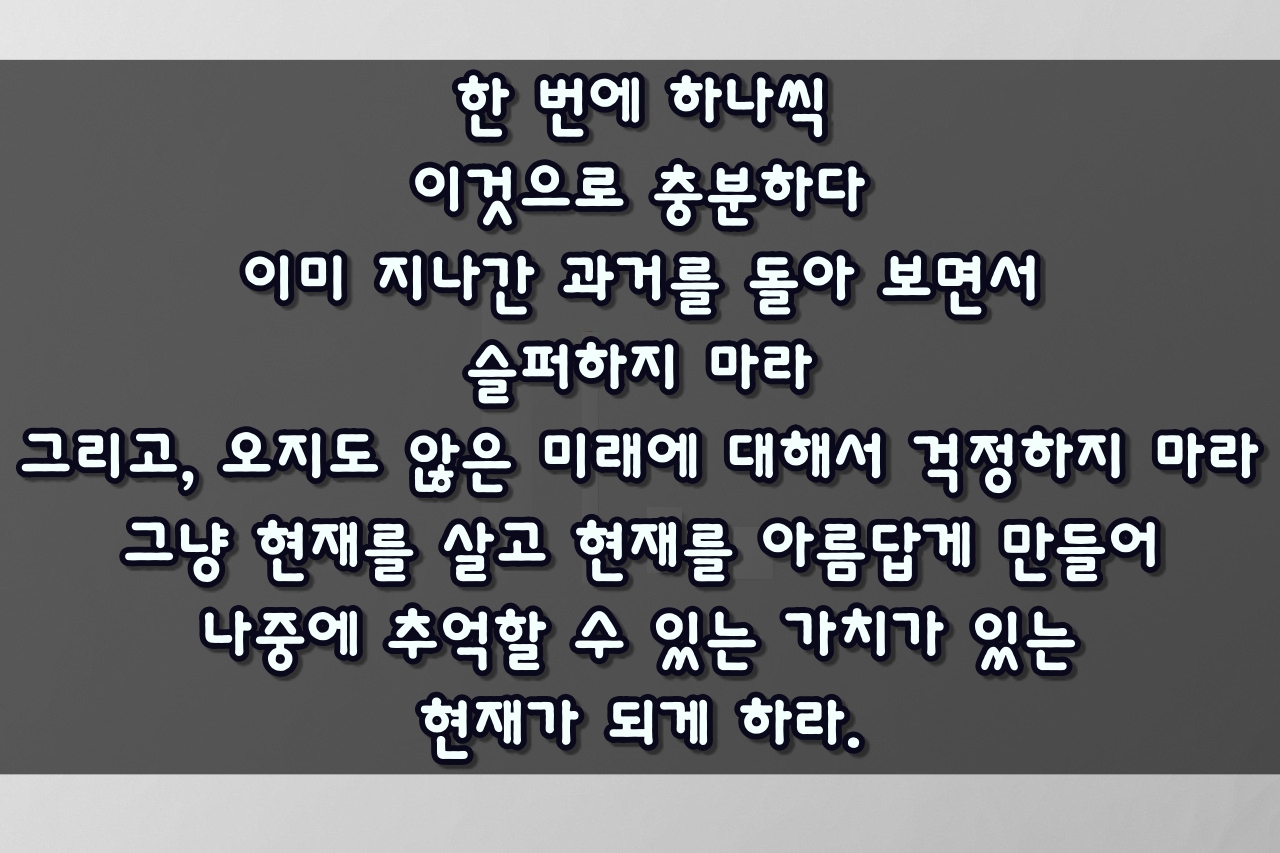 한 번에 하나씩
이것으로 충분하다
이미 지나간 과거를 돌아 보면서
슬퍼하지 마라
그리고, 오지도 않은 미래에 대해서 걱정하지 마라
그냥 현재를 살고 현재를 아름답게 만들어
나중에 추억할 수 있는 가치가 있는
현재가 되게 하라.